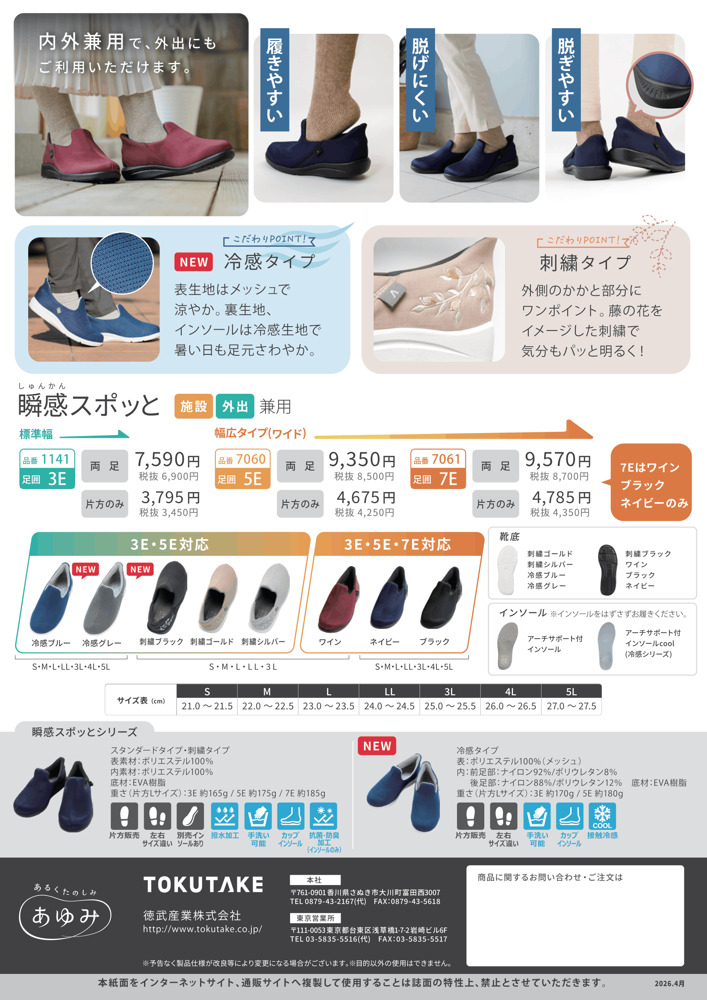 内外兼用で、外出にも
ご利用いただけます。
履きやすい
脱げにくい
脱ぎやすい
こだわりPOINT!
NEW 冷感タイプ
表生地はメッシュで
涼やか。裏生地、
インソールは冷感生地で
暑い日も足元さわやか。
こだわりPOINT!
刺繍タイプ
外側のかかと部分に
ワンポイント。藤の花を
イメージした刺繍で
気分もパッと明るく!
しゅんかん
瞬感スポッと 施設 外出 兼用
標準幅
品番 1141
足囲 3E
両足 7,590円
税抜 6,900円
片方のみ 3,795円
税抜 3,450円
幅広タイプ(ワイド)
品番 7060
足囲 5E
両足 9,350円
税抜 8,500円
片方のみ 4,675円
税抜 4,250円
品番 7061
足囲 7E
両足 9,570円
税抜 8,700円
片方のみ 4,785円
税抜 4,350円
7Eはワイン
ブラック
ネイビーのみ
3E・5E対応
NEW NEW
冷感ブルー 冷感グレー 刺繍ブラック 刺繍ゴールド 刺繍シルバー
3E・5E・7E対応
ワイン ネイビー ブラック
S・M・L・LL・3L・4L・5L
S・M・L・LL・3L
S・M・L・LL・3L・4L・5L
靴底
刺繍ゴールド
刺繍シルバー
冷感ブルー
冷感グレー
刺繍ブラック
ワイン
ブラック
ネイビー
インソール ※インソールをはずさずお履きください。
アーチサポート付
インソール
アーチサポート付
インソールcool
(冷感シリーズ)
サイズ表(cm)
S M L LL 3L 4L 5L
21.0 〜 21.5 22.0 〜 22.5 23.0 〜 23.5 24.0 〜 24.5 25.0 〜 25.5 26.0 〜 26.5 27.0 〜 27.5
瞬感スポッとシリーズ
スタンダードタイプ・刺繍タイプ
表素材:ポリエステル100%
内素材:ポリエステル100%
底材:EVA樹脂
重さ(片方Lサイズ):3E 約165g / 5E 約175g / 7E 約185g
片方販売
左右
サイズ違い
別売イン
ソールあり
撥水加工
手洗い
可能
カップ
インソール
抗菌・防臭
加工
(インソールのみ)
NEW
冷感タイプ
表:ポリエステル100%(メッシュ)
内:前足部:ナイロン92%/ポリウレタン8%
後足部:ナイロン88%/ポリウレタン12% 底材:EVA樹脂
重さ(片方Lサイズ):3E 約170g / 5E 約180g
片方販売
左右
サイズ違い
手洗い
可能
カップ
インソール
COOL
接触冷感
あるくたのしみ
あゆみ
TOKUTAKE
徳武産業株式会社
http://www.tokutake.co.jp/
本社
〒761-0901 香川県さぬき市大川町富田西3007
TEL 0879-43-2167(代) FAX:0879-43-5618
東京営業所
〒111-0053 東京都台東区浅草橋1-7-2 岩崎ビル6F
TEL 03-5835-5516(代) FAX:03-5835-5517
商品に関するお問い合わせ・ご注文は
※予告なく製品仕様が改良等により変更になる場合がございます。※目的以外の使用はできません。
本紙面をインターネットサイト、通販サイトへ複製して使用することは誌面の特性上、禁止とさせていただきます。
2026.4月